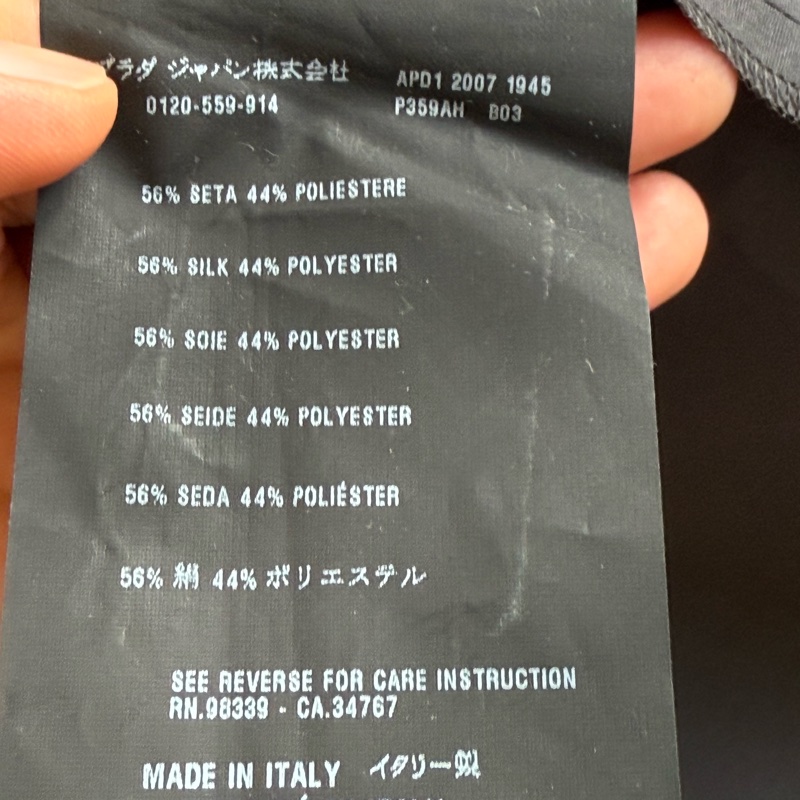 プラダ ジャパン株式会社
0120-559-914
APD1 2007 1945
P359AH B03
56% SETA 44% POLIESTERE
56% SILK 44% POLYESTER
56% SOIE 44% POLYESTER
56% SEIDE 44% POLYESTER
56% SEDA 44% POLIÉSTER
56% 絹 44% ポリエステル
SEE REVERSE FOR CARE INSTRUCTION
RN.98339 - CA.34767
MADE IN ITALY イタリー製